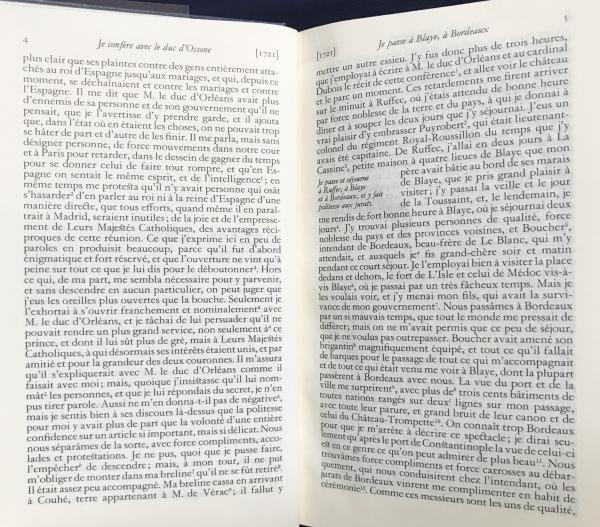 4
Je confère avec le duc d'Ossone
[1721]
plus clair que ses plaintes contre des gens entièrement atta-
chés au roi d'Espagne jusqu'aux mariages, et qui, depuis ce
moment, se déchaînaient et contre les mariages et contre
l'Espagne. Il me dit que M. le duc d'Orléans avait plus
d'ennemis de sa personne et de son gouvernement qu'il ne
pensait, que je l'avertisse d'y prendre garde, et il ajouta
que, dans l'état où en étaient les choses, on ne pouvait trop
se hâter de part et d'autre de les finir. Il me parla, mais sans
désigner personne, de force mouvements dans notre cour
et à Paris pour retarder, dans le dessein de gagner du temps
pour se donner celui de faire tout rompre, et qu'en Es-
pagne on sentait le même esprit, et de l'intelligence¹; en
même temps me protesta qu'il n'y avait personne qui osât
s'hasarder² d'en parler au roi ni à la reine d'Espagne d'une
manière directe, que tous efforts, quand même il en paraî-
trait à Madrid, seraient inutiles; de la joie et de l'empresse-
ment de Leurs Majestés Catholiques, des avantages réci-
proques de cette réunion. Ce que j'exprime ici en peu de
paroles en produisit beaucoup, parce qu'il fut d'abord
énigmatique et fort réservé, et que l'ouverture ne vint qu'à
peine sur tout ce que je lui dis pour le déboutonner³. Hors
ce qui, de ma part, me sembla nécessaire pour y parvenir,
et sans descendre en aucun particulier, on peut juger que
j'eus les oreilles plus ouvertes que la bouche. Seulement je
l'exhortai à s'ouvrir franchement et nominalement⁴ avec
M. le duc d'Orléans, et je tâchai de lui persuader qu'il ne
pouvait rendre un plus grand service, non seulement à ce
prince, et dont il lui sût plus de gré, mais à Leurs Majestés
Catholiques, à qui désormais ses intérêts étaient unis, et par
amitié et pour la grandeur des deux couronnes. Il m'assura
qu'il s'expliquerait avec M. le duc d'Orléans comme il
faisait avec moi; mais, quoique j'insistasse qu'il lui nom-
mât⁵ les personnes, et que je lui répondais du secret, je n'en
pus tirer parole. Aussi ne m'en donna-t-il pas de négative⁶,
mais je sentis bien à ses discours là-dessus que la politesse
pour moi y avait plus de part que la volonté d'une entière
confidence sur un article si important, mais si délicat. Nous
nous séparâmes de la sorte, avec force compliments, acco-
lades et protestations. Je ne pus, quoi que je pusse faire,
l'empêcher de descendre; mais, à mon tour, il ne put
m'obliger de monter dans ma breline⁷ qu'il ne se fût retiré⁸.
Il était assez peu accompagné. Ma breline cassa en arrivant
à Couhé, terre appartenant à M. de Vérac⁹; il fallut y
5
Je passe à Blaye, à Bordeaux
[1721]
mettre un autre essieu. J'y fus donc plus de trois heures,
que j'employai à écrire à M. le duc d'Orléans et au cardinal
Dubois le récit de cette conférence¹, et aller voir le château
et le parc un moment. Ces retardements me firent arriver
sur le minuit à Ruffec, où j'étais attendu de bonne heure
par force noblesse de la terre et du pays, à qui je donnai à
dîner et à souper les deux jours que j'y séjournai. J'eus un
vrai plaisir d'y embrasser Puyrobert², qui était lieutenant-
colonel du régiment Royal-Roussillon du temps que j'y
avais été capitaine. De Ruffec, j'allai en deux jours à La
Cassine³, petite maison à quatre lieues de Blaye que mon
Je passe et séjourne
à Ruffec, à Blaye
et à Bordeaux, et y fait
politesse aux jurats.
père avait bâtie au bord de ses marais
de Blaye, que je pris grand plaisir à
visiter; j'y passai la veille et le jour
de la Toussaint, et, le lendemain, je
me rendis de fort bonne heure à Blaye, où je séjournai deux
jours⁴. J'y trouvai plusieurs personnes de qualité, force
noblesse du pays et des provinces voisines, et Boucher⁵,
intendant de Bordeaux, beau-frère de Le Blanc, qui m'y
attendait, et auxquels je fis grand-chère soir et matin
pendant ce court séjour. Je l'employai bien à visiter la place
dedans et dehors, le fort de L'Isle et celui de Médoc vis-à-
vis Blaye⁶, où je passai par un très fâcheux temps. Mais je
les voulais voir, et j'y menai mon fils, qui avait la survi-
vance de mon gouvernement⁷. Nous passâmes à Bordeaux
par un si mauvais temps, que tout le monde me pressait de
différer; mais on ne m'avait permis que ce peu de séjour,
que je ne voulus pas outrepasser. Boucher avait amené son
brigantin⁸ magnifiquement équipé, et tout ce qu'il fallait
de barques pour le passage de tout ce qui m'accompagnait
et de tout ce qui était venu me voir à Blaye, dont la plupart
passèrent à Bordeaux avec nous. La vue du port et de la
ville me surprirent, avec plus de trois cents bâtiments de
toutes nations rangés sur deux lignes sur mon passage,
avec toute leur parure, et grand bruit de leur canon et de
celui du Château-Trompette¹⁰. On connaît trop Bordeaux
pour que je m'arrête à décrire ce spectacle; je dirai seu-
lement qu'après le port de Constantinople la vue de celui-ci
est en ce genre ce qu'on peut admirer de plus beau¹¹. Nous
trouvâmes force compliments et force carrosses au débar-
quement, qui nous conduisirent chez l'intendant, où les
jurats de Bordeaux vinrent me complimenter en habit de
cérémonie¹². Comme ces messieurs sont les uns de qualité,